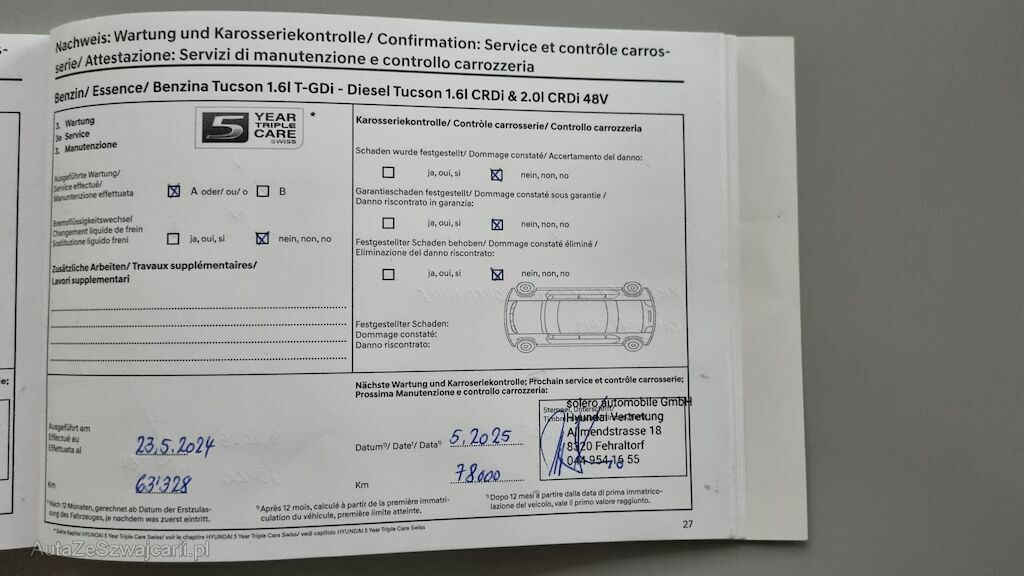 Nachweis: Wartung und Karosseriekontrolle/ Confirmation: Service et contrôle carros-
serie/ Attestazione: Servizi di manutenzione e controllo carrozzeria
Benzin/ Essence/ Benzina Tucson 1.6l T-GDi - Diesel Tucson 1.6l CRDi & 2.0l CRDi 48V
3. Wartung
3e Service
3. Manutenzione
5 YEAR
TRIPLE
CARE
SWISS
*
Ausgeführte Wartung/
Service effectué/
Manuntenzione effettuata
A oder/ ou/ o
B
Bremsflüssigkeitswechsel
Changement liquide de frein
Sostituzione liquido freni
ja, oui, si
nein, non, no
Zusätzliche Arbeiten/ Travaux supplémentaires/
Lavori supplementari
Karosseriekontrolle/ Contrôle carrosserie/ Controllo carrozzeria
Schaden wurde festgestellt/ Dommage constaté/ Accertamento del danno:
ja, oui, si
nein, non, no
Garantieschaden festgestellt/ Dommage constaté sous garantie /
Danno riscontrato in garanzia:
ja, oui, si
nein, non, no
Festgestellter Schaden behoben/ Dommage constaté éliminé /
Eliminazione del danno riscontrato:
ja, oui, si
nein, non, no
Festgestellter Schaden:
Dommage constaté:
Danno riscontrato:
Ausgeführt am
Effectué au
Effettuata al
23.5.2024
Km
63'328
Nächste Wartung und Karroseriekontrolle; Prochain service et contrôle carrosserie;
Prossima Manutenzione e controllo carrozzeria:
Datum¹⁾/ Date¹/ Data¹⁾
5.2025
Km
78000
Stempel, Unterschrift/
solero automobile GmbH
Hyundai Vertretung
Allmendstrasse 18
8320 Fehraltorf
044 954 15 55
¹⁾Nach 12 Monaten, gerechnet ab Datum der Erstzulas-
sung des Fahrzeuges, je nachdem was zuerst eintritt.
¹⁾Après 12 mois, calculé à partir de la première immatri-
culation du véhicule, première limite atteinte.
¹⁾Dopo 12 mesi a partire dalla data di prima immatrico-
lazione del veicolo, vale il primo valore raggiunto.
* Siehe Kapitel HYUNDAI 5 Year Triple Care Swiss/ voir le chapitre HYUNDAI 5 Year Triple Care Swiss/ vedi capitolo HYUNDAI 5 Year Triple Care Swiss
27
AutaZeSzwajcarii.pl